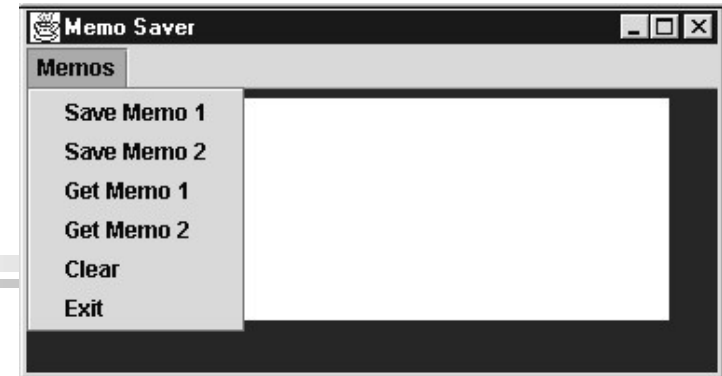 Memo Saver
Memos
Save Memo 1
Save Memo 2
Get Memo 1
Get Memo 2
Clear
Exit